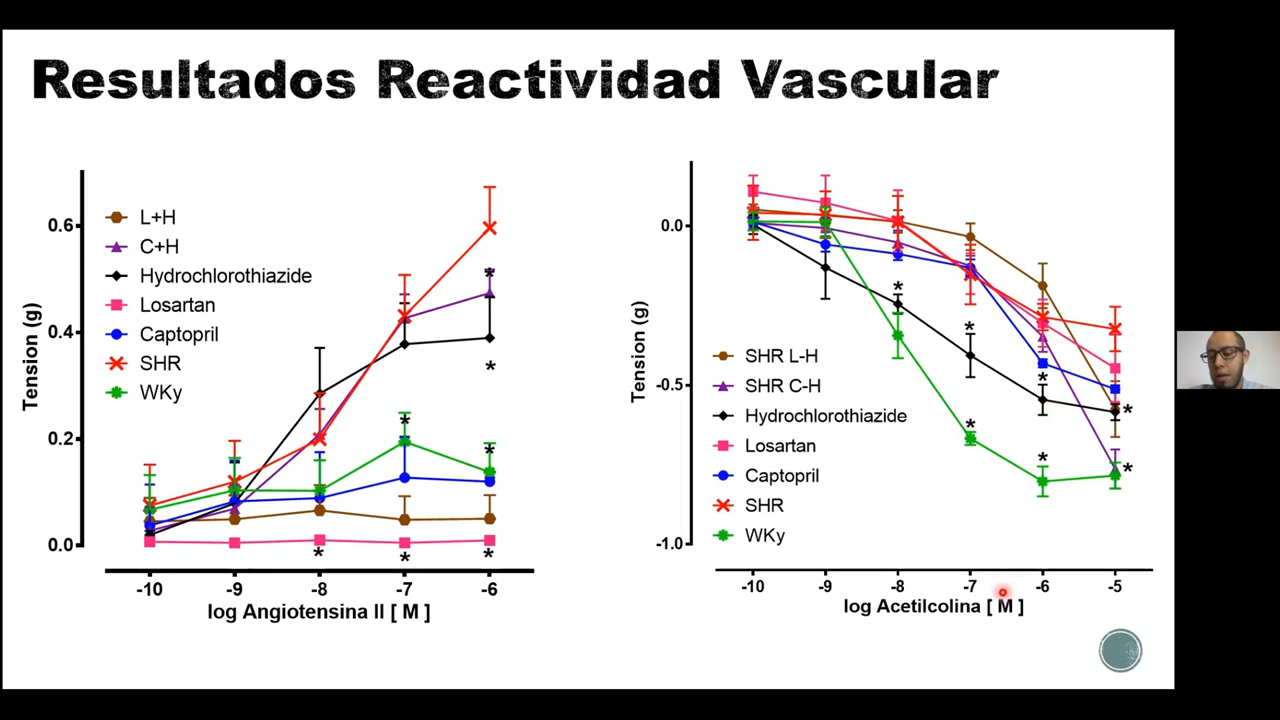 Resultados Reactividad Vascular
L+H
C+H
Hydrochlorothiazide
Losartan
Captopril
SHR
WKy
Tension (g)
0.6
0.4
0.2
0.0
*
*
*
*
*
*
*
-10 -9 -8 -7 -6
log Angiotensina II [ M ]
SHR L-H
SHR C-H
Hydrochlorothiazide
Losartan
Captopril
SHR
WKy
Tension (g)
0.0
-0.5
-1.0
*
*
*
*
*
*
*
-10 -9 -8 -7 -6 -5
log Acetilcolina [ M ]